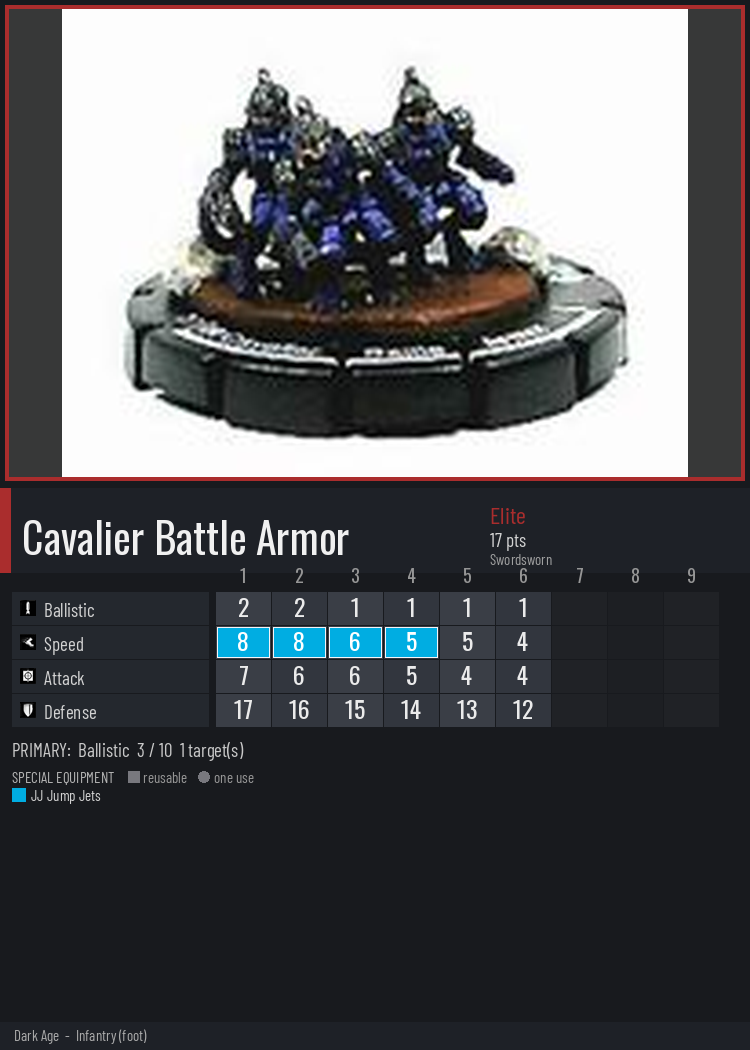 Cavalier Battle Armor
Elite
17 pts
Swordsworn
1 2 3 4 5 6 7 8 9
Ballistic 2 2 1 1 1 1
Speed 8 8 6 5 5 4
Attack 7 6 6 5 4 4
Defense 17 16 15 14 13 12
PRIMARY: Ballistic 3 / 10 1 target(s)
SPECIAL EQUIPMENT reusable one use
JJ Jump Jets
Dark Age - Infantry (foot)